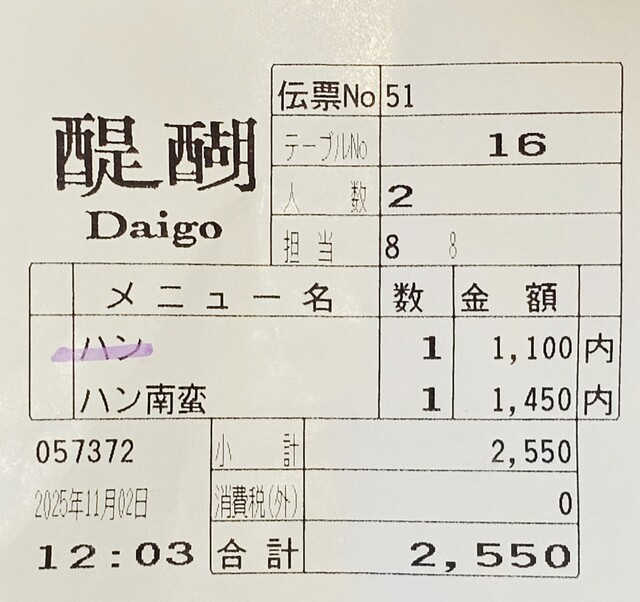 醍醐
Daigo
伝票No 51
テーブルNo 16
人数 2
担当 8 8
メニュー名 数 金額
ハン 1 1,100 内
ハン南蛮 1 1,450 内
057372 小計 2,550
2025年11月02日 消費税(外) 0
12:03 合計 2,550